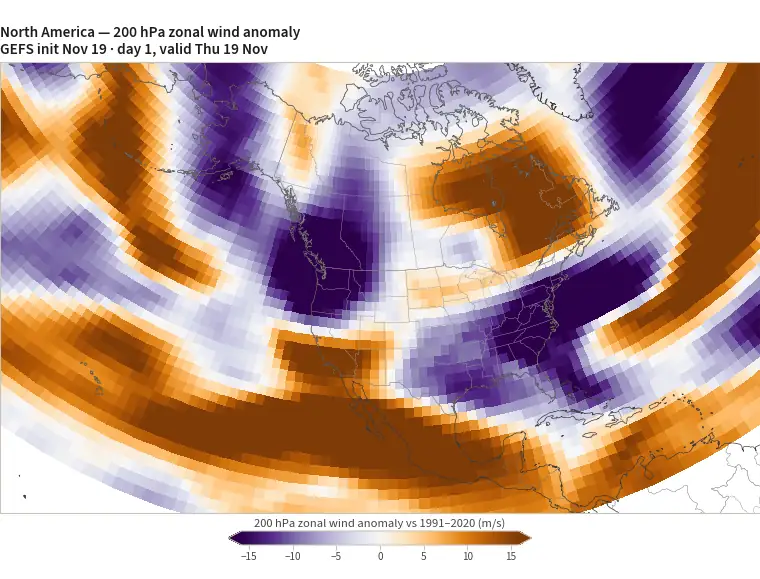 North America — 200 hPa zonal wind anomaly
GEFS init Nov 19 · day 1, valid Thu 19 Nov
200 hPa zonal wind anomaly vs 1991–2020 (m/s)
−15 −10 −5 0 5 10 15